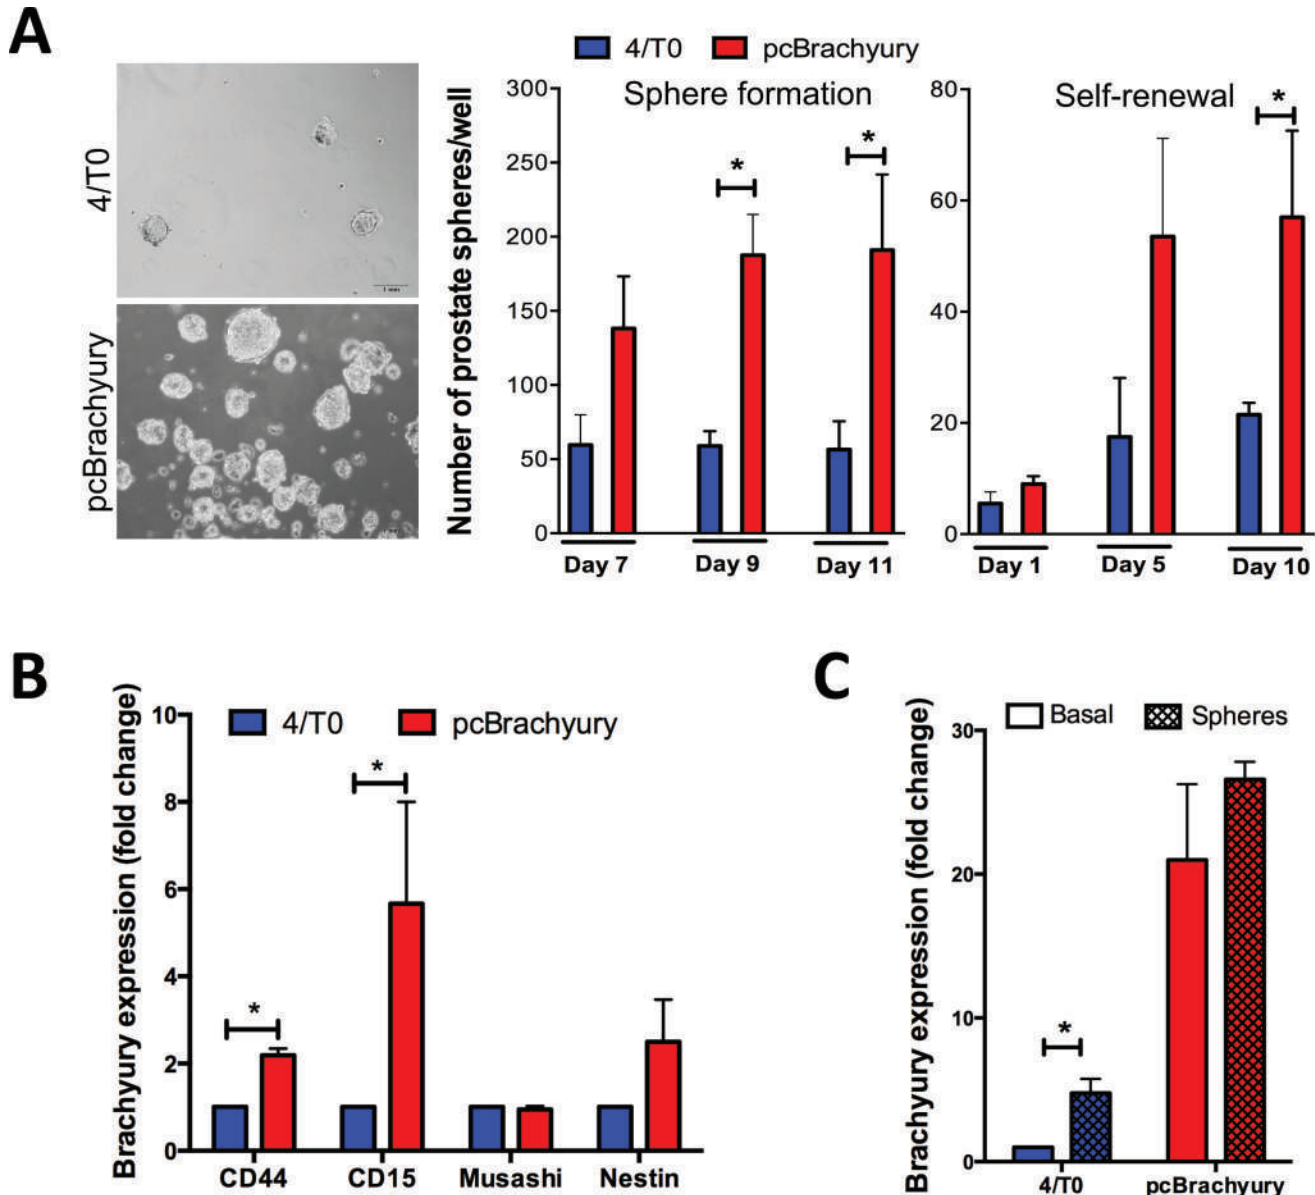 A
4/T0 pcBrachyury
4/T0
pcBrachyury
1 mm
Number of prostate spheres/well
Sphere formation
300
250
200
150
100
50
0
*
*
Day 7 Day 9 Day 11
Self-renewal
80
60
40
20
0
*
Day 1 Day 5 Day 10
B
Brachyury expression (fold change)
4/T0 pcBrachyury
10
8
6
4
2
0
*
*
CD44 CD15 Musashi Nestin
C
Brachyury expression (fold change)
Basal Spheres
30
20
10
0
*
4/T0 pcBrachyury